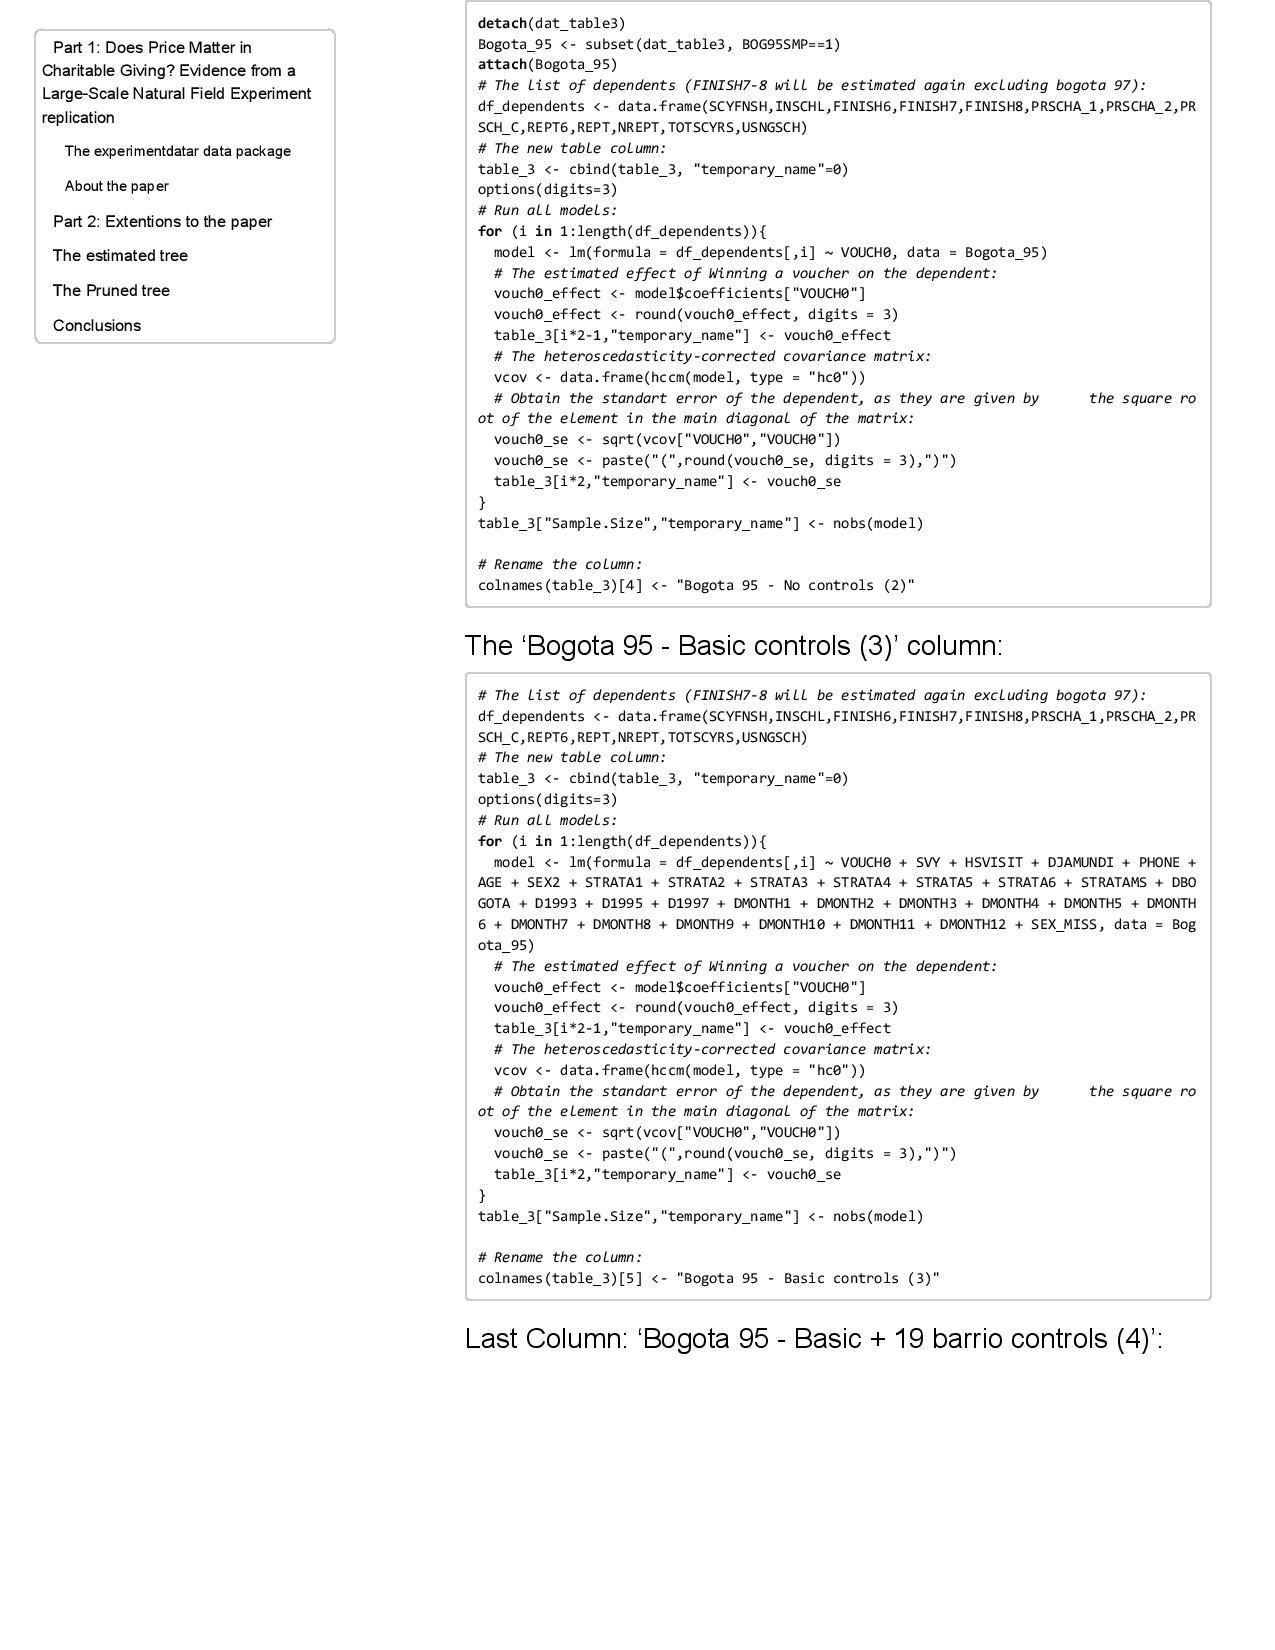 Part 1: Does Price Matter in
Charitable Giving? Evidence from a
Large-Scale Natural Field Experiment
replication
The experimentdatar data package
About the paper
Part 2: Extentions to the paper
The estimated tree
The Pruned tree
Conclusions
detach(dat_table3)
Bogota_95 <- subset(dat_table3, BOG95SMP==1)
attach(Bogota_95)
# The list of dependents (FINISH7-8 will be estimated again excluding bogota 97):
df_dependents <- data.frame(SCYFNSH,INSCHL,FINISH6,FINISH7,FINISH8,PRSCHA_1,PRSCHA_2,PR
SCH_C,REPT6,REPT,NREPT,TOTSCYRS,USNGSCH)
# The new table column:
table_3 <- cbind(table_3, "temporary_name"=0)
options(digits=3)
# Run all models:
for (i in 1:length(df_dependents)){
  model <- lm(formula = df_dependents[,i] ~ VOUCH0, data = Bogota_95)
  # The estimated effect of Winning a voucher on the dependent:
  vouch0_effect <- model$coefficients["VOUCH0"]
  vouch0_effect <- round(vouch0_effect, digits = 3)
  table_3[i*2-1,"temporary_name"] <- vouch0_effect
  # The heteroscedasticity-corrected covariance matrix:
  vcov <- data.frame(hccm(model, type = "hc0"))
  # Obtain the standart error of the dependent, as they are given by      the square ro
ot of the element in the main diagonal of the matrix:
  vouch0_se <- sqrt(vcov["VOUCH0","VOUCH0"])
  vouch0_se <- paste("(",round(vouch0_se, digits = 3),")")
  table_3[i*2,"temporary_name"] <- vouch0_se
}
table_3["Sample.Size","temporary_name"] <- nobs(model)
# Rename the column:
colnames(table_3)[4] <- "Bogota 95 - No controls (2)"
The ‘Bogota 95 - Basic controls (3)’ column:
# The list of dependents (FINISH7-8 will be estimated again excluding bogota 97):
df_dependents <- data.frame(SCYFNSH,INSCHL,FINISH6,FINISH7,FINISH8,PRSCHA_1,PRSCHA_2,PR
SCH_C,REPT6,REPT,NREPT,TOTSCYRS,USNGSCH)
# The new table column:
table_3 <- cbind(table_3, "temporary_name"=0)
options(digits=3)
# Run all models:
for (i in 1:length(df_dependents)){
  model <- lm(formula = df_dependents[,i] ~ VOUCH0 + SVY + HSVISIT + DJAMUNDI + PHONE +
AGE + SEX2 + STRATA1 + STRATA2 + STRATA3 + STRATA4 + STRATA5 + STRATA6 + STRATAMS + DBO
GOTA + D1993 + D1995 + D1997 + DMONTH1 + DMONTH2 + DMONTH3 + DMONTH4 + DMONTH5 + DMONTH
6 + DMONTH7 + DMONTH8 + DMONTH9 + DMONTH10 + DMONTH11 + DMONTH12 + SEX_MISS, data = Bog
ota_95)
  # The estimated effect of Winning a voucher on the dependent:
  vouch0_effect <- model$coefficients["VOUCH0"]
  vouch0_effect <- round(vouch0_effect, digits = 3)
  table_3[i*2-1,"temporary_name"] <- vouch0_effect
  # The heteroscedasticity-corrected covariance matrix:
  vcov <- data.frame(hccm(model, type = "hc0"))
  # Obtain the standart error of the dependent, as they are given by      the square ro
ot of the element in the main diagonal of the matrix:
  vouch0_se <- sqrt(vcov["VOUCH0","VOUCH0"])
  vouch0_se <- paste("(",round(vouch0_se, digits = 3),")")
  table_3[i*2,"temporary_name"] <- vouch0_se
}
table_3["Sample.Size","temporary_name"] <- nobs(model)
# Rename the column:
colnames(table_3)[5] <- "Bogota 95 - Basic controls (3)"
Last Column: ‘Bogota 95 - Basic + 19 barrio controls (4)’: